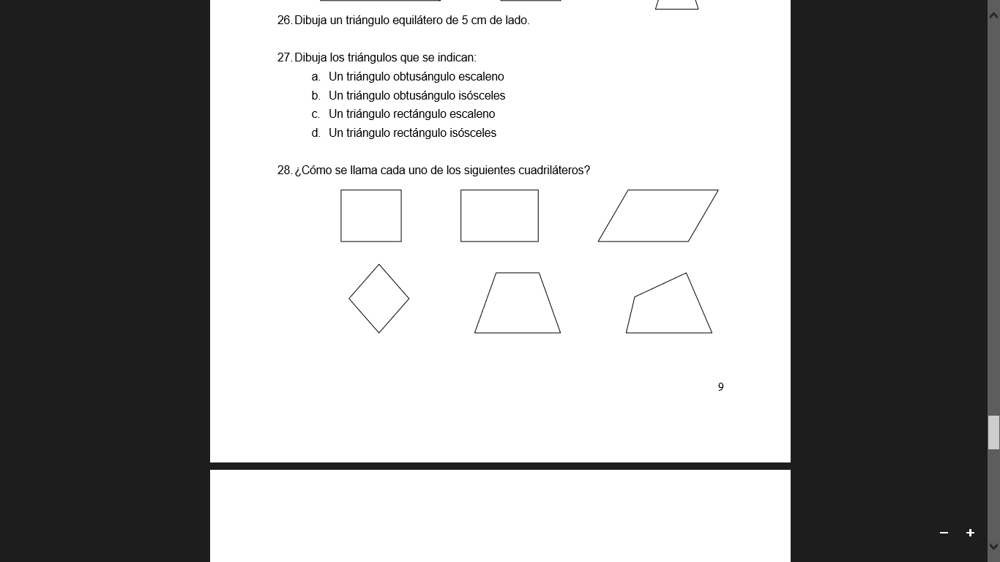 26. Dibuja un triángulo equilátero de 5 cm de lado.
27. Dibuja los triángulos que se indican:
a. Un triángulo obtusángulo escaleno
b. Un triángulo obtusángulo isósceles
c. Un triángulo rectángulo escaleno
d. Un triángulo rectángulo isósceles
28. ¿Cómo se llama cada uno de los siguientes cuadriláteros?
9